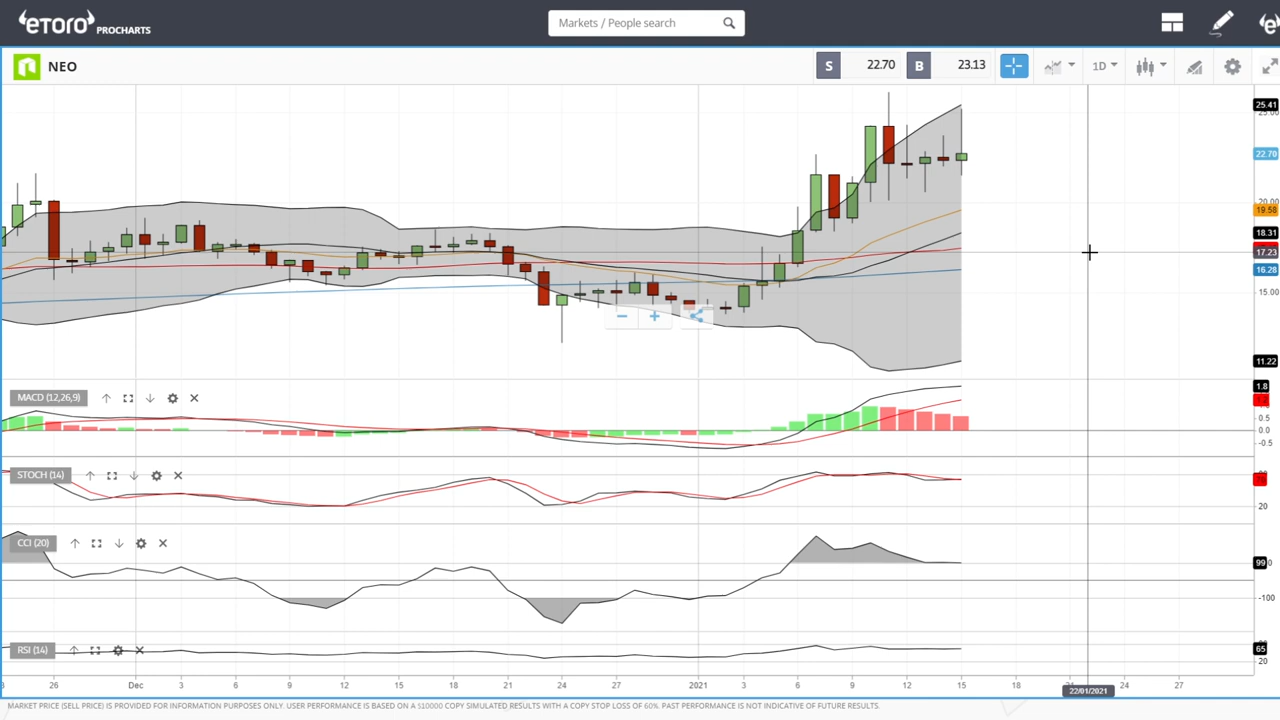 eToro PROCHARTS
Markets / People search
NEO
S 22.70 B 23.13
1D
25.41
25.00
22.70
20.00
19.58
18.31
17.23
16.28
15.00
11.22
MACD (12,26,9)
1.8
0.5
0.0
-0.5
STOCH (14)
20
CCI (20)
99
-100
RSI (14)
65
20
26 Dec 3 6 9 12 15 18 21 24 27 2021 3 6 9 12 15 18 24 27
22/01/2021
MARKET PRICE (SELL PRICE) IS PROVIDED FOR INFORMATION PURPOSES ONLY. USER PERFORMANCE IS BASED ON A $10000 COPY SIMULATED RESULTS WITH A COPY STOP LOSS OF 60%. PAST PERFORMANCE IS NOT INDICATIVE OF FUTURE RESULTS.